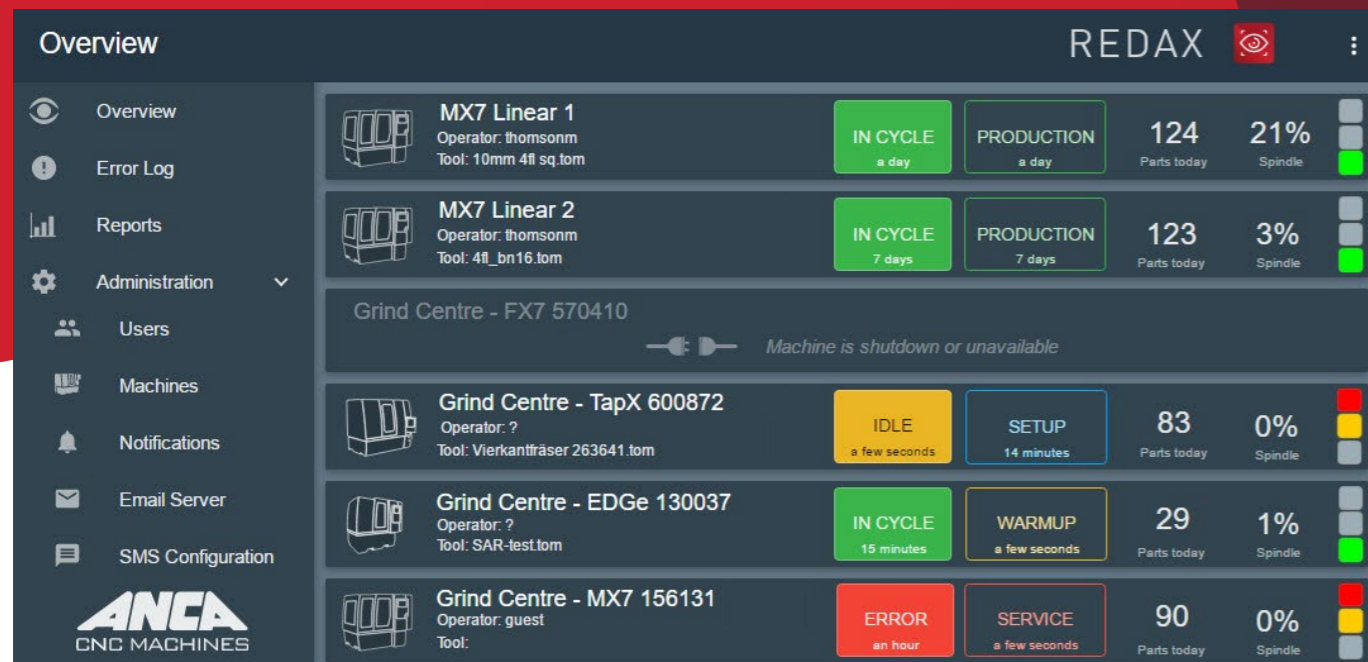 Overview
REDAX
Overview
Error Log
Reports
Administration
Users
Machines
Notifications
Email Server
SMS Configuration
ANCA
CNC MACHINES
MX7 Linear 1
Operator: thomsonm
Tool: 10mm 4fl sq.tom
IN CYCLE
a day
PRODUCTION
a day
124
Parts today
21%
Spindle
MX7 Linear 2
Operator: thomsonm
Tool: 4fl_bn16.tom
IN CYCLE
7 days
PRODUCTION
7 days
123
Parts today
3%
Spindle
Grind Centre - FX7 570410
Machine is shutdown or unavailable
Grind Centre - TapX 600872
Operator: ?
Tool: Vierkantfräser 263641.tom
IDLE
a few seconds
SETUP
14 minutes
83
Parts today
0%
Spindle
Grind Centre - EDGe 130037
Operator: ?
Tool: SAR-test.tom
IN CYCLE
15 minutes
WARMUP
a few seconds
29
Parts today
1%
Spindle
Grind Centre - MX7 156131
Operator: guest
Tool:
ERROR
an hour
SERVICE
a few seconds
90
Parts today
0%
Spindle